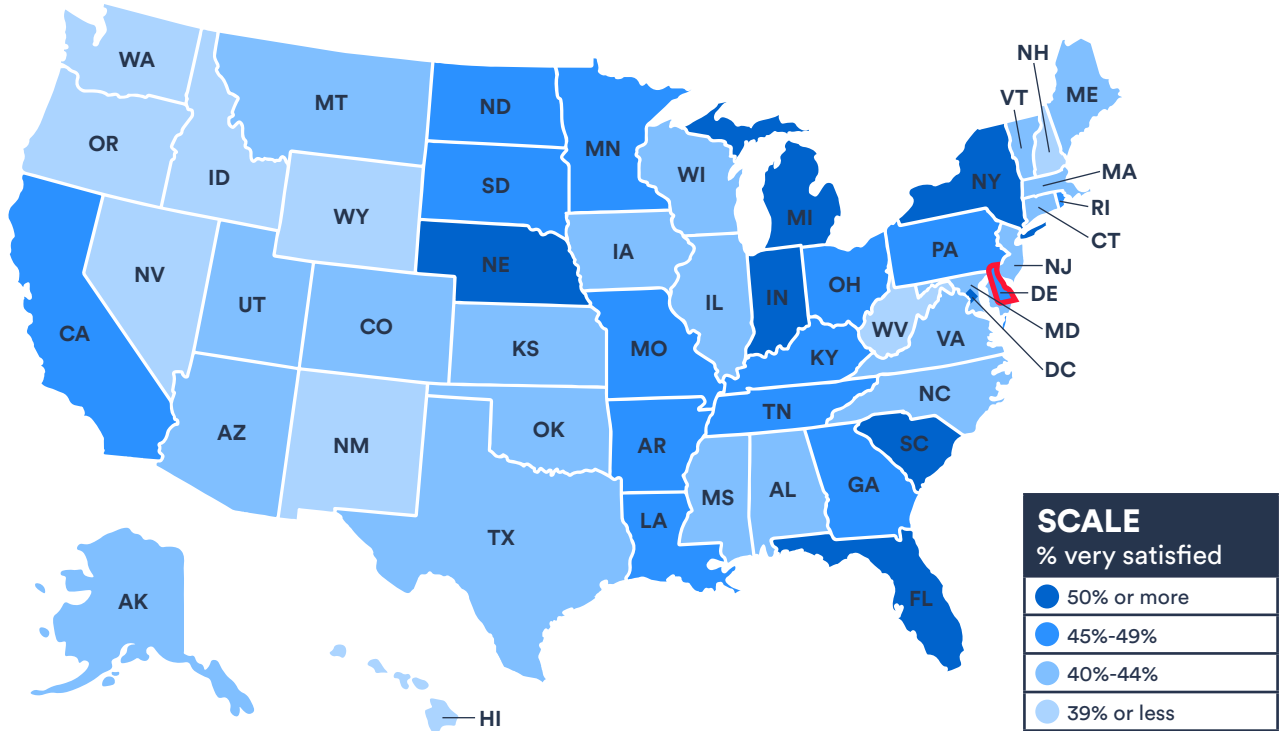 NH
WA
VT
ME
MT
ND
OR
MN
MA
WI
ID
SD
NY
RI
WY
MI
CT
PA
IA
NE
NJ
NV
OH
DE
IN
UT
IL
CO
WV
MD
CA
VA
KS
MO
KY
DC
NC
TN
AZ
OK
NM
AR
SC
GA
MS
AL
LA
TX
FL
AK
HI
SCALE
% very satisfied
50% or more
45%-49%
40%-44%
39% or less